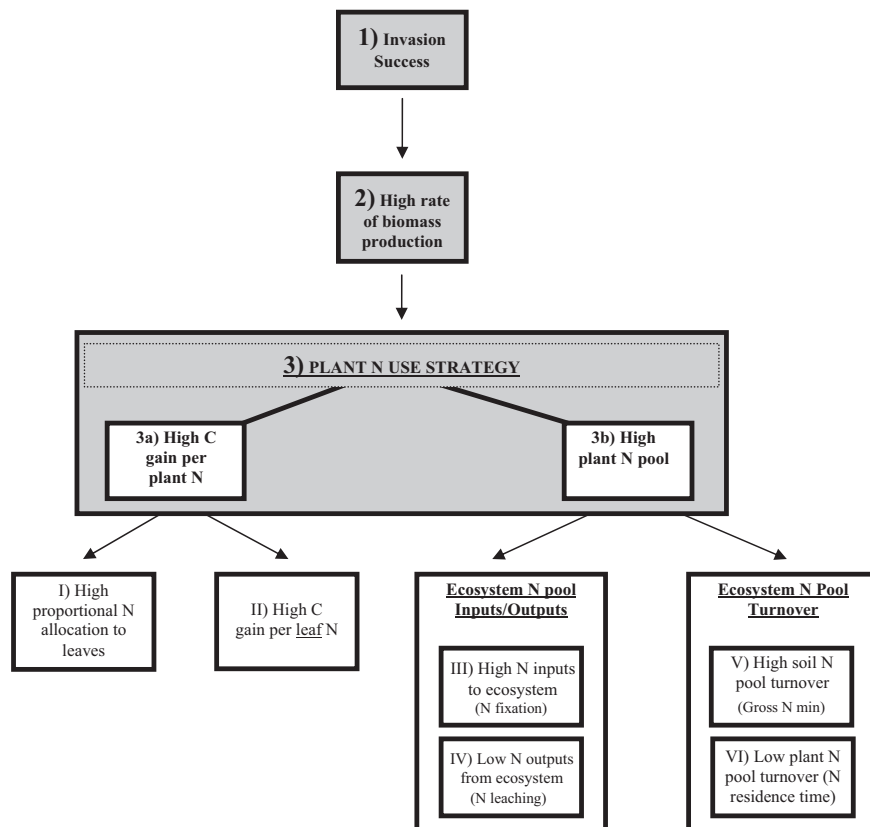 1) Invasion
Success
2) High rate
of biomass
production
3) PLANT N USE STRATEGY
3a) High C
gain per
plant N
3b) High
plant N pool
I) High
proportional N
allocation to
leaves
II) High C
gain per leaf N
Ecosystem N pool
Inputs/Outputs
III) High N inputs
to ecosystem
(N fixation)
IV) Low N outputs
from ecosystem
(N leaching)
Ecosystem N Pool
Turnover
V) High soil N
pool turnover
(Gross N min)
VI) Low plant N
pool turnover (N
residence time)